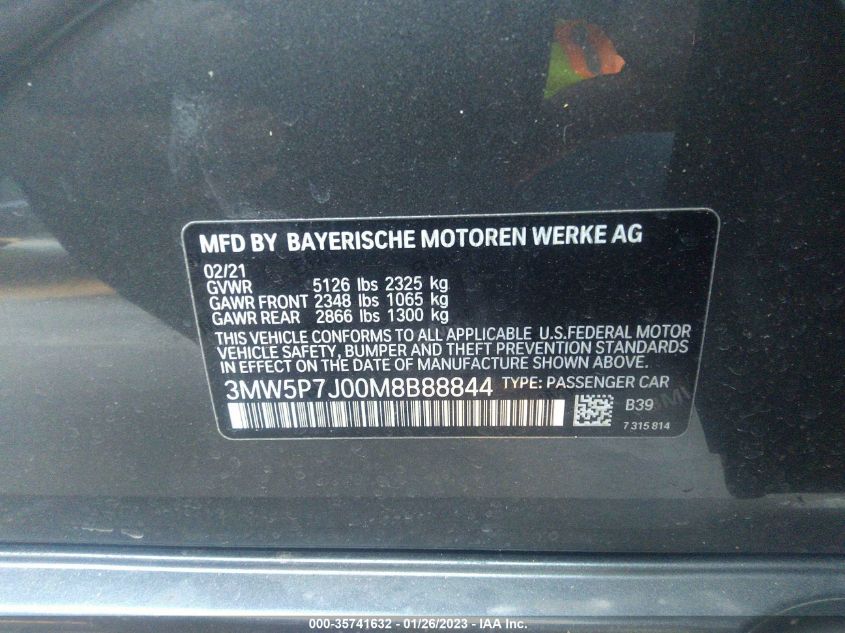 MFD BY BAYERISCHE MOTOREN WERKE AG
02/21
GVWR 5126 lbs 2325 kg
GAWR FRONT 2348 lbs 1065 kg
GAWR REAR 2866 lbs 1300 kg
THIS VEHICLE CONFORMS TO ALL APPLICABLE U.S.FEDERAL MOTOR
VEHICLE SAFETY, BUMPER AND THEFT PREVENTION STANDARDS
IN EFFECT ON THE DATE OF MANUFACTURE SHOWN ABOVE.
3MW5P7J00M8B88844 TYPE: PASSENGER CAR
B39
7 315 814
000-35741632 - 01/26/2023 - IAA Inc.